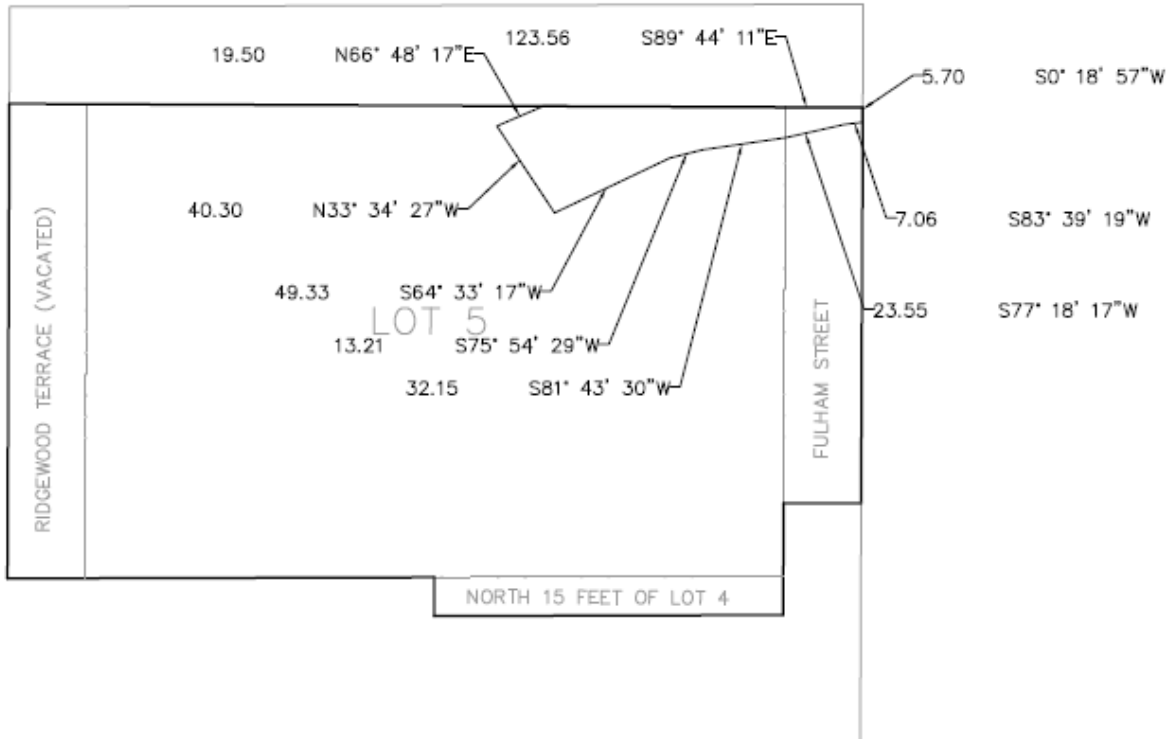 123.56 S89° 44' 11"E
19.50 N66° 48' 17"E
5.70 S0° 18' 57"W
40.30 N33° 34' 27"W
7.06 S83° 39' 19"W
49.33 S64° 33' 17"W
23.55 S77° 18' 17"W
LOT 5
13.21 S75° 54' 29"W
32.15 S81° 43' 30"W
RIDGEWOOD TERRACE (VACATED)
FULHAM STREET
NORTH 15 FEET OF LOT 4